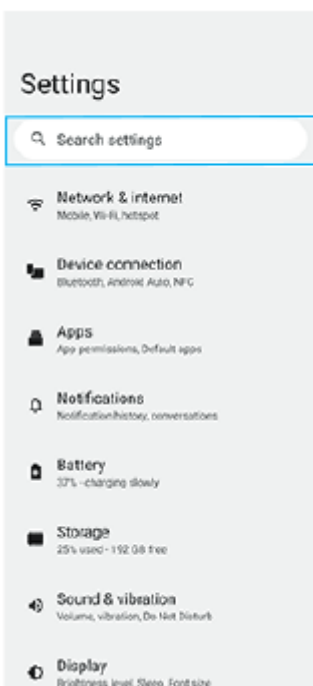 Settings
Search settings
Network & internet
Mobile, Wi-Fi, hotspot
Device connection
Bluetooth, Android Auto, NFC
Apps
App permissions, Default apps
Notifications
Notification history, conversations
Battery
37% - charging slowly
Storage
25% used - 192 GB free
Sound & vibration
Volume, vibration, Do Not Disturb
Display
Brightness level, Sleep, Font size